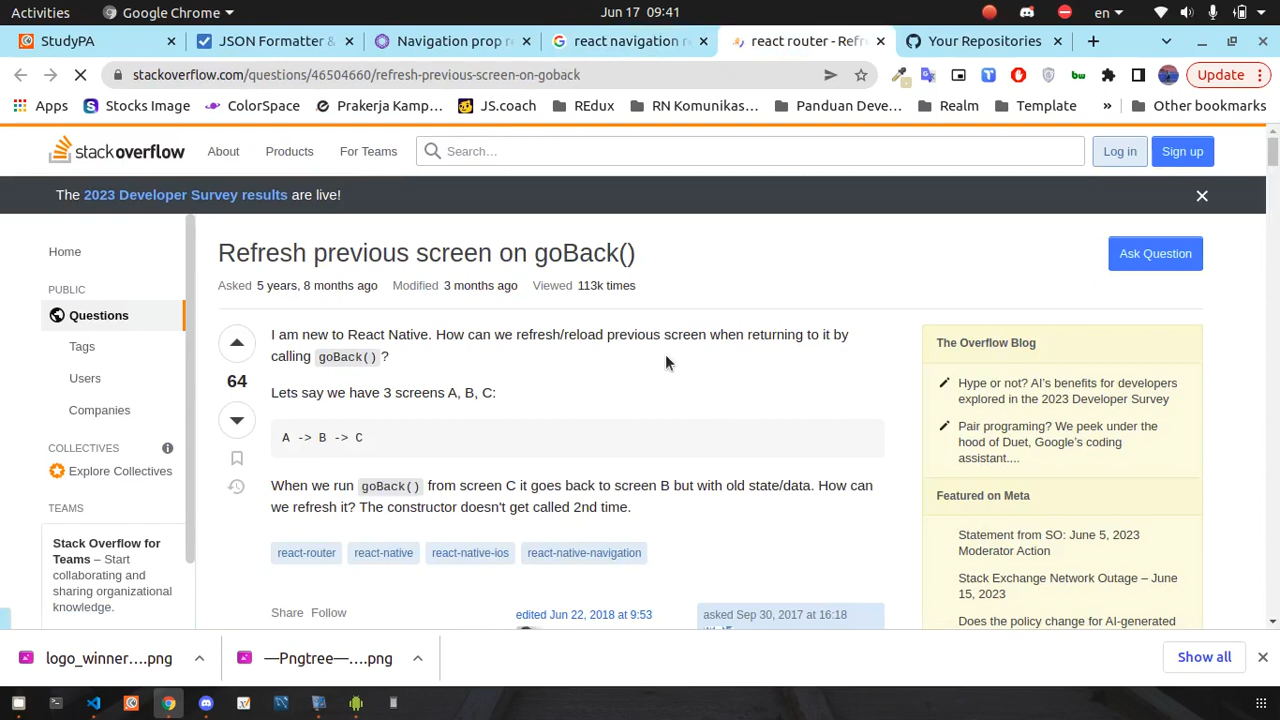 Activities
Google Chrome
Jun 17 09:41
en
StudyPA
JSON Formatter &
Navigation prop re
react navigation re
react router - Refre
Your Repositories
stackoverflow.com/questions/46504660/refresh-previous-screen-on-goback
Update
Apps
Stocks Image
ColorSpace
Prakerja Kamp...
JS.coach
REdux
RN Komunikas...
Panduan Deve...
Realm
Template
»
Other bookmarks
stackoverflow
About
Products
For Teams
Search…
Log in
Sign up
The 2023 Developer Survey results are live!
Home
PUBLIC
Questions
Tags
Users
Companies
COLLECTIVES
Explore Collectives
TEAMS
Stack Overflow for
Teams – Start
collaborating and
sharing organizational
knowledge.
Refresh previous screen on goBack()
Ask Question
Asked 5 years, 8 months ago Modified 3 months ago Viewed 113k times
64
I am new to React Native. How can we refresh/reload previous screen when returning to it by
calling goBack() ?
Lets say we have 3 screens A, B, C:
A -> B -> C
When we run goBack() from screen C it goes back to screen B but with old state/data. How can
we refresh it? The constructor doesn't get called 2nd time.
react-router
react-native
react-native-ios
react-native-navigation
Share Follow
edited Jun 22, 2018 at 9:53
asked Sep 30, 2017 at 16:18
The Overflow Blog
Hype or not? AI's benefits for developers
explored in the 2023 Developer Survey
Pair programing? We peek under the
hood of Duet, Google's coding
assistant....
Featured on Meta
Statement from SO: June 5, 2023
Moderator Action
Stack Exchange Network Outage – June
15, 2023
Does the policy change for AI-generated
logo_winner....png
—Pngtree—....png
Show all